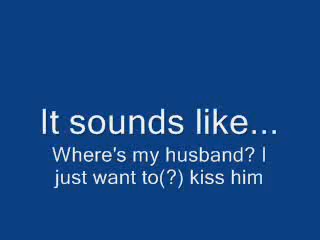 It sounds like...
Where's my husband? I
just want to(?) kiss him